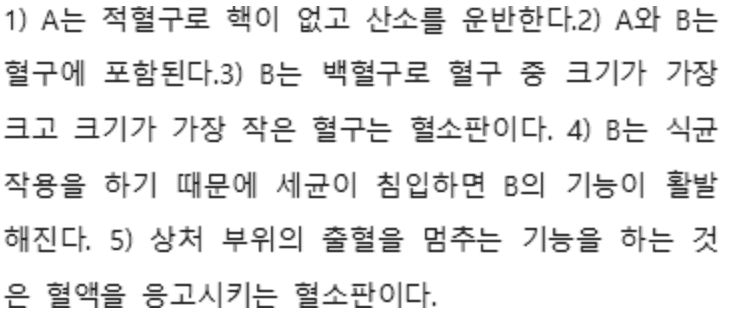 1) A는 적혈구로 핵이 없고 산소를 운반한다.2) A와 B는
혈구에 포함된다.3) B는 백혈구로 혈구 중 크기가 가장
크고 크기가 가장 작은 혈구는 혈소판이다. 4) B는 식균
작용을 하기 때문에 세균이 침입하면 B의 기능이 활발
해진다. 5) 상처 부위의 출혈을 멈추는 기능을 하는 것
은 혈액을 응고시키는 혈소판이다.